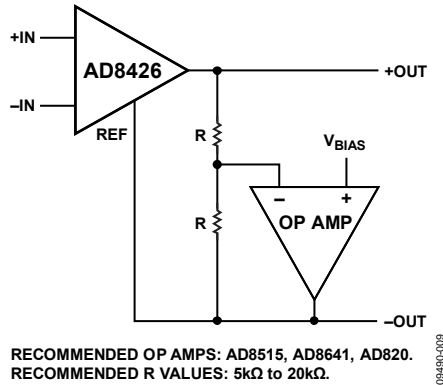 +IN
AD8426
+OUT
–IN
REF
R
VBIAS
– +
R
OP AMP
–OUT
RECOMMENDED OP AMPS: AD8515, AD8641, AD820.
RECOMMENDED R VALUES: 5kΩ to 20kΩ.
09490-009